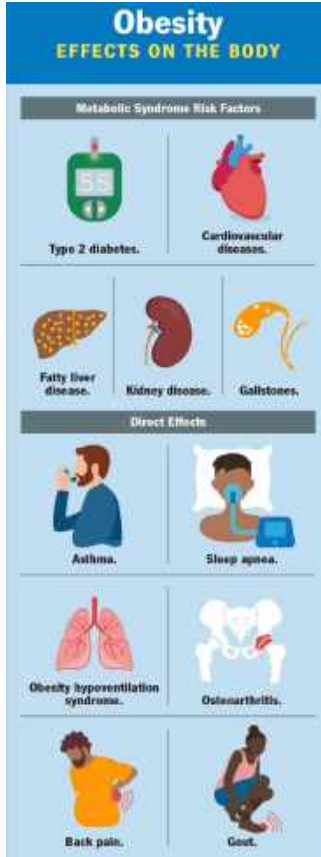 Obesity
EFFECTS ON THE BODY
Metabolic Syndrome Risk Factors
55
Type 2 diabetes.
Cardiovascular
diseases.
Fatty liver
disease.
Kidney disease.
Gallstones.
Direct Effects
Asthma.
Sleep apnea.
Obesity hypoventilation
syndrome.
Osteoarthritis.
Back pain.
Gout.